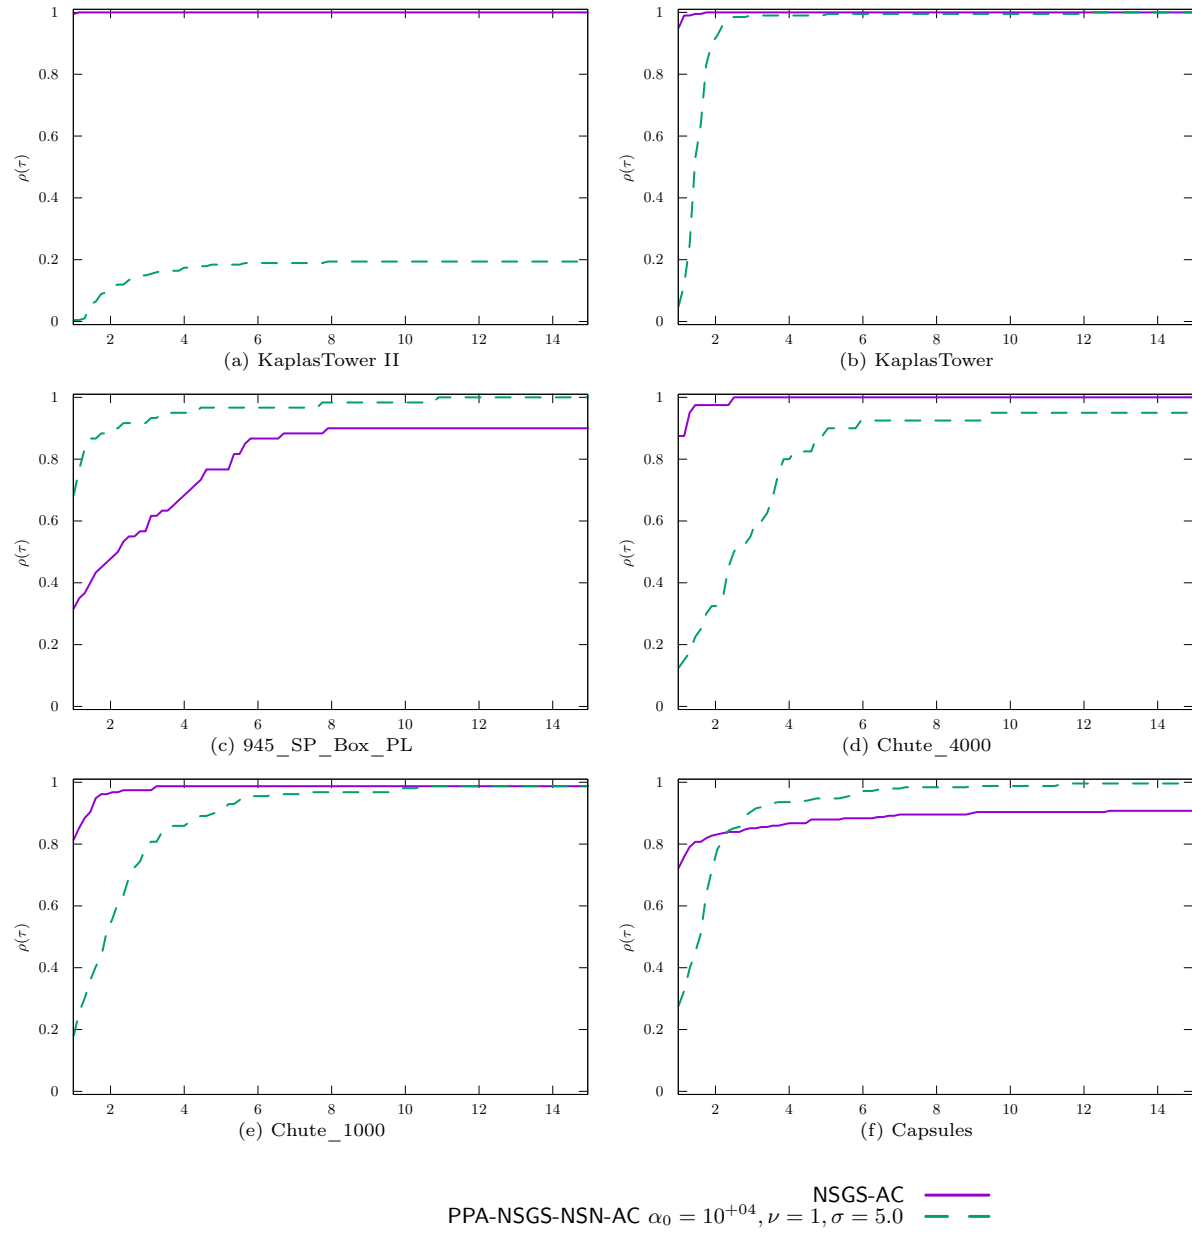 1
0.8
0.6
ρ(τ)
0.4
0.2
0
2 4 6 8 10 12 14
(a) KaplasTower II
1
0.8
0.6
ρ(τ)
0.4
0.2
0
2 4 6 8 10 12 14
(b) KaplasTower
1
0.8
0.6
ρ(τ)
0.4
0.2
0
2 4 6 8 10 12 14
(c) 945_SP_Box_PL
1
0.8
0.6
ρ(τ)
0.4
0.2
0
2 4 6 8 10 12 14
(d) Chute_4000
1
0.8
0.6
ρ(τ)
0.4
0.2
0
2 4 6 8 10 12 14
(e) Chute_1000
1
0.8
0.6
ρ(τ)
0.4
0.2
0
2 4 6 8 10 12 14
(f) Capsules
NSGS-AC
PPA-NSGS-NSN-AC α₀ = 10⁺⁰⁴, ν = 1, σ = 5.0